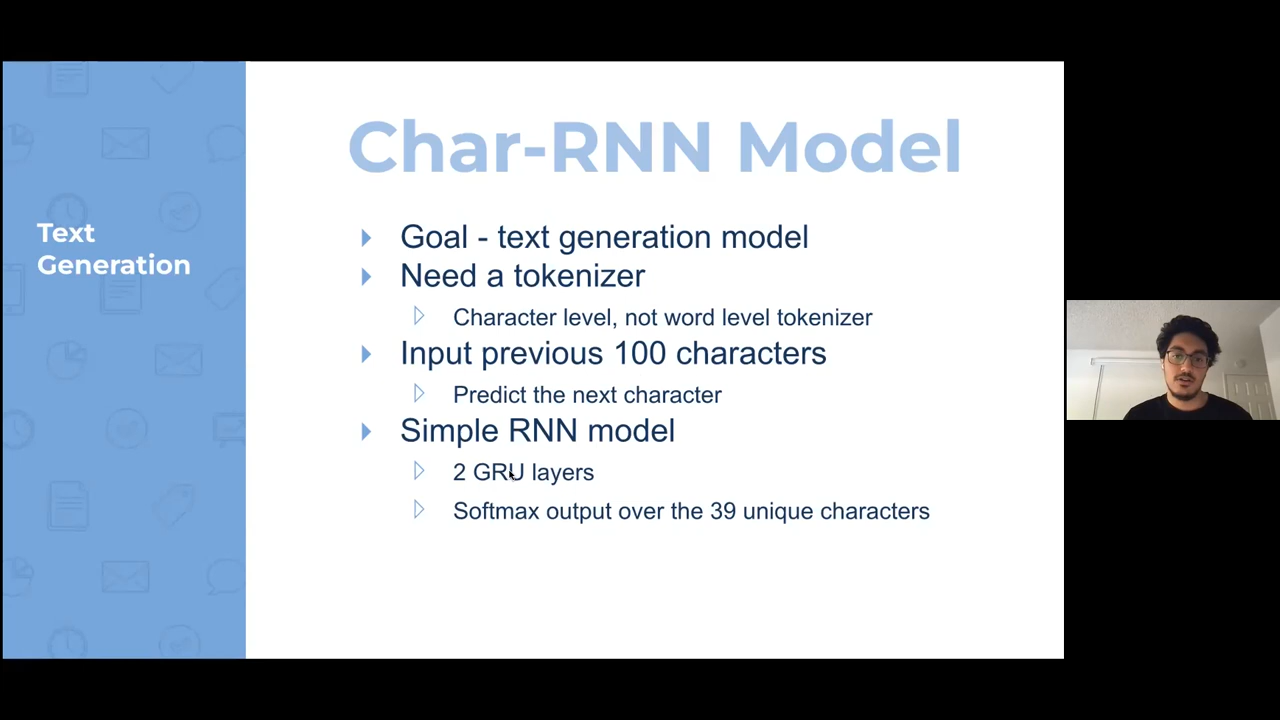 Text
Generation
Char-RNN Model
Goal - text generation model
Need a tokenizer
Character level, not word level tokenizer
Input previous 100 characters
Predict the next character
Simple RNN model
2 GRU layers
Softmax output over the 39 unique characters